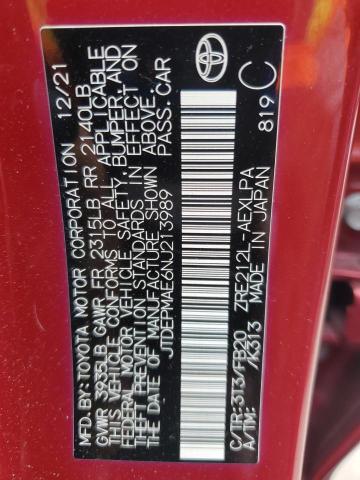 MFD. BY: TOYOTA MOTOR CORPORATION 12/21
GVWR 3935LB GAWR FR 2315LB RR 2140LB
THIS VEHICLE CONFORMS TO ALL APPLICABLE
FEDERAL MOTOR VEHICLE SAFETY, BUMPER, AND
THEFT PREVENTION STANDARDS IN EFFECT ON
THE DATE OF MANUFACTURE SHOWN ABOVE.
JTDEPMAE6NJ213989 PASS. CAR
C/TR: 3T3/FB20 ZRE212L-AEXLPA 819 C
A/TM: /K313 MADE IN JAPAN
TOYOTA